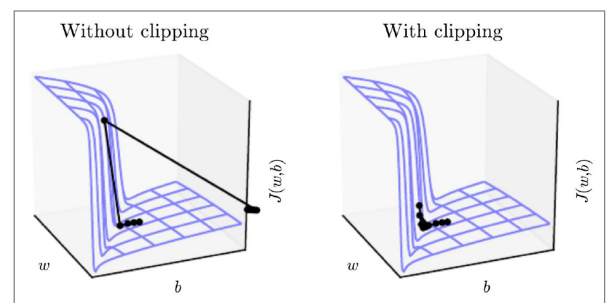 Without clipping
With clipping
J(w,b)
J(w,b)
w
b
w
b